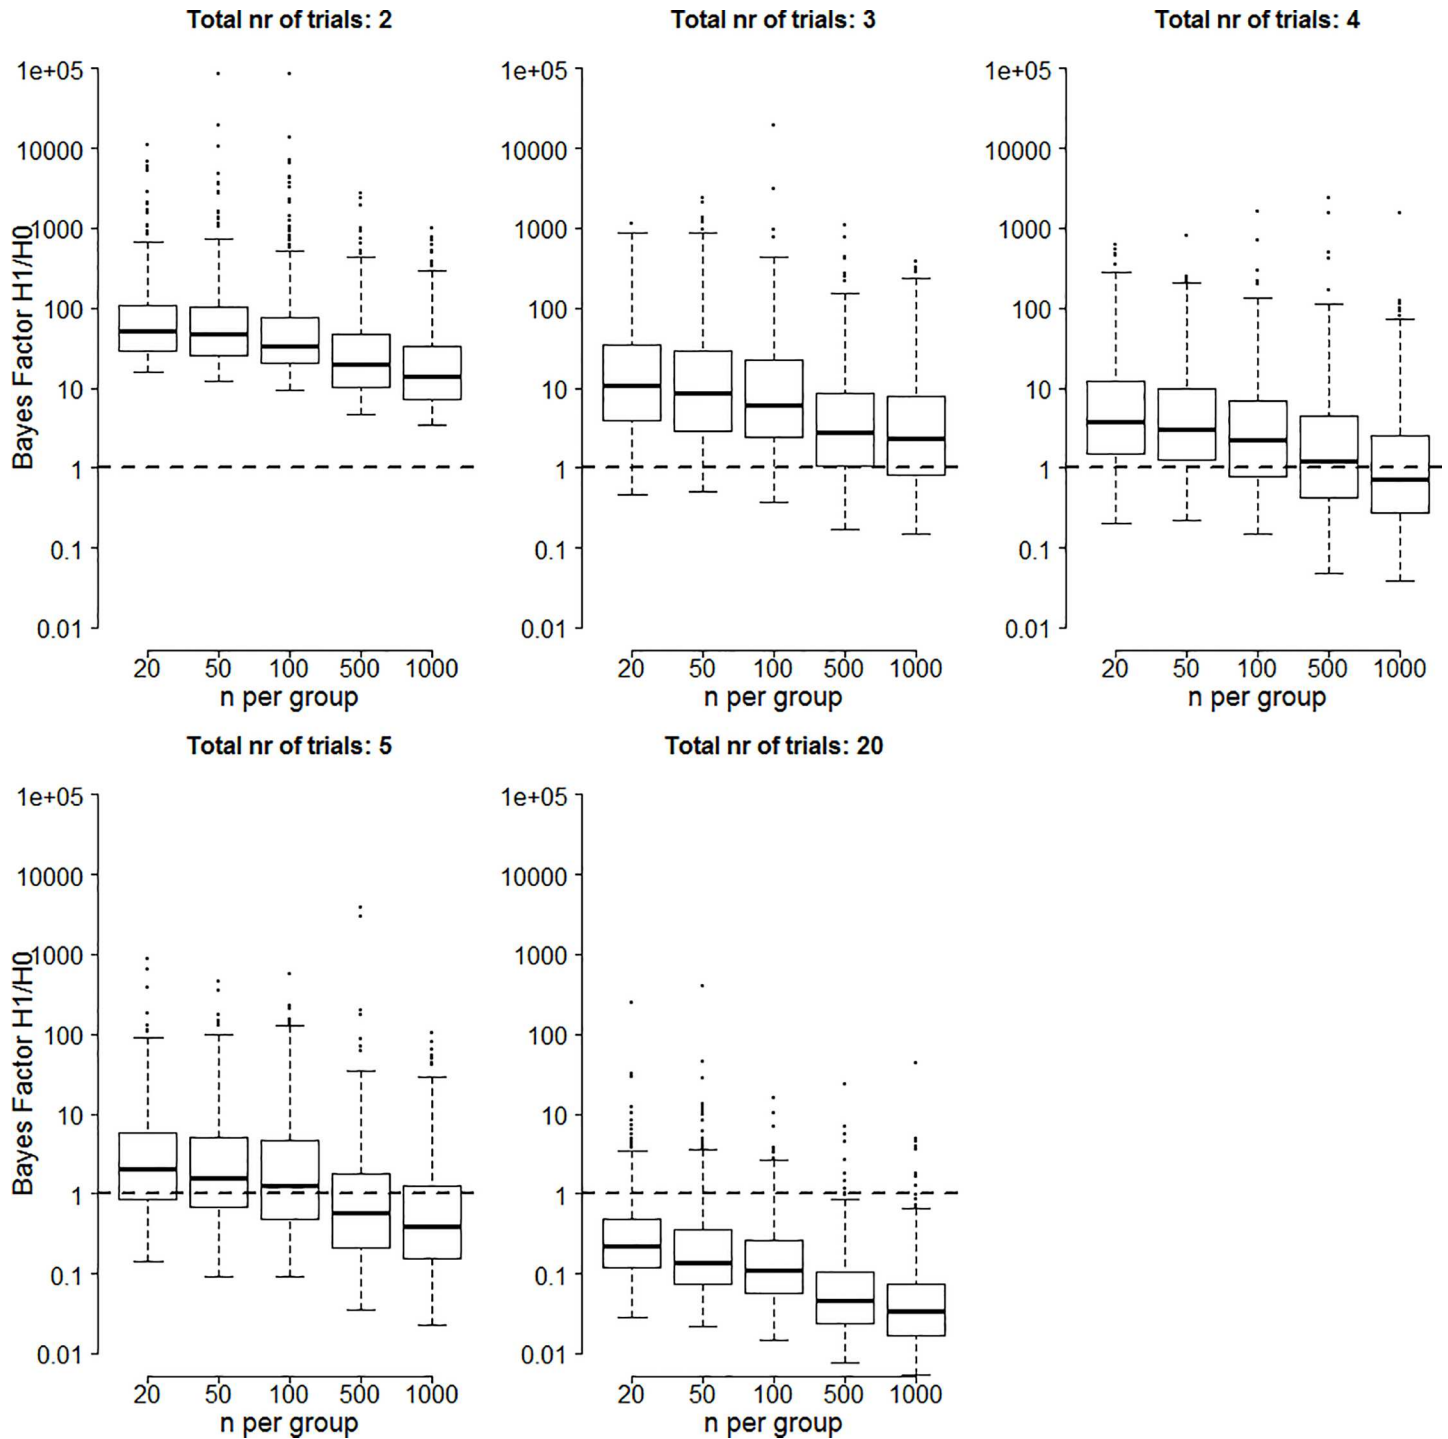 Total nr of trials: 2
Bayes Factor H1/H0
1e+05
10000
1000
100
10
1
0.1
0.01
20 50 100 500 1000
n per group
Total nr of trials: 3
1e+05
10000
1000
100
10
1
0.1
0.01
20 50 100 500 1000
n per group
Total nr of trials: 4
1e+05
10000
1000
100
10
1
0.1
0.01
20 50 100 500 1000
n per group
Total nr of trials: 5
Bayes Factor H1/H0
1e+05
10000
1000
100
10
1
0.1
0.01
20 50 100 500 1000
n per group
Total nr of trials: 20
1e+05
10000
1000
100
10
1
0.1
0.01
20 50 100 500 1000
n per group